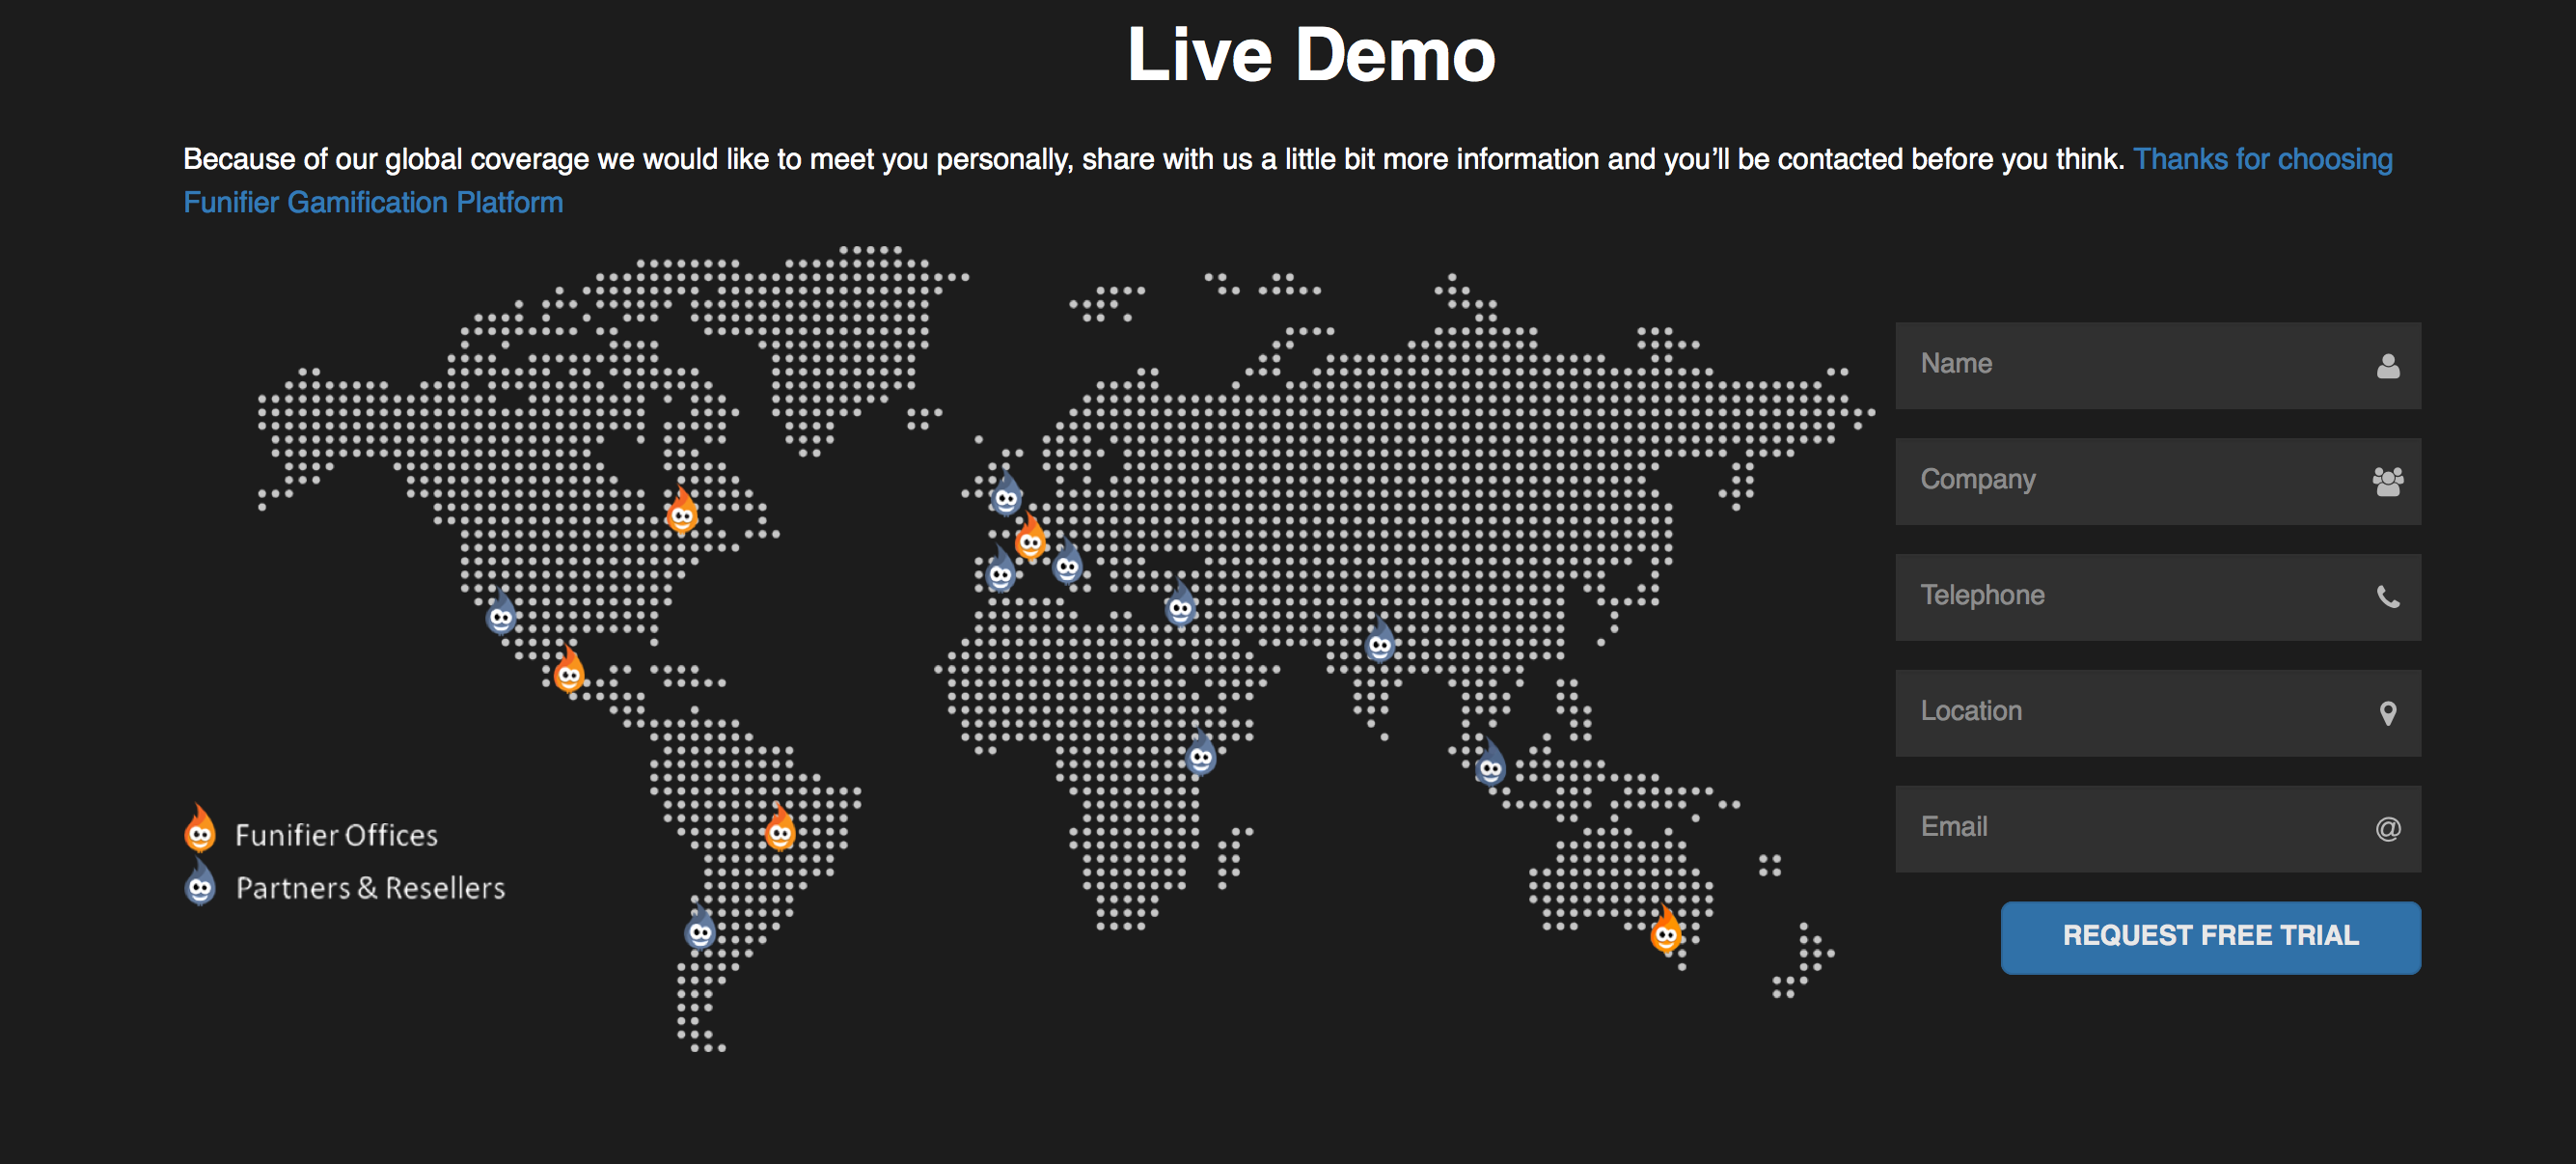 Live Demo
Because of our global coverage we would like to meet you personally, share with us a little bit more information and you’ll be contacted before you think. Thanks for choosing
Funifier Gamification Platform
Name
Company
Telephone
Location
Email
@
REQUEST FREE TRIAL
Funifier Offices
Partners & Resellers